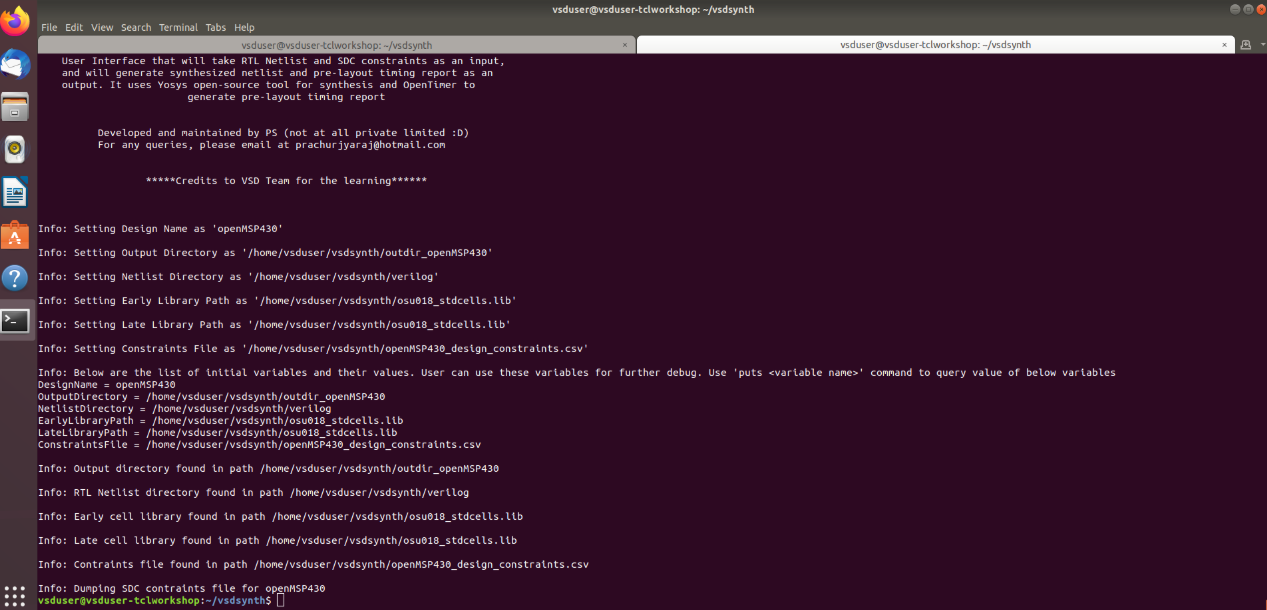 vsduser@vsduser-tclworkshop: ~/vsdsynth
File Edit View Search Terminal Tabs Help
vsduser@vsduser-tclworkshop: ~/vsdsynth × vsduser@vsduser-tclworkshop: ~/vsdsynth ×
User Interface that will take RTL Netlist and SDC constraints as an input,
and will generate synthesized netlist and pre-layout timing report as an
output. It uses Yosys open-source tool for synthesis and OpenTimer to
generate pre-layout timing report
Developed and maintained by PS (not at all private limited :D)
For any queries, please email at prachurjyaraj@hotmail.com
*****Credits to VSD Team for the learning******
Info: Setting Design Name as 'openMSP430'
Info: Setting Output Directory as '/home/vsduser/vsdsynth/outdir_openMSP430'
Info: Setting Netlist Directory as '/home/vsduser/vsdsynth/verilog'
Info: Setting Early Library Path as '/home/vsduser/vsdsynth/osu018_stdcells.lib'
Info: Setting Late Library Path as '/home/vsduser/vsdsynth/osu018_stdcells.lib'
Info: Setting Constraints File as '/home/vsduser/vsdsynth/openMSP430_design_constraints.csv'
Info: Below are the list of initial variables and their values. User can use these variables for further debug. Use 'puts <variable name>' command to query value of below variables
DesignName = openMSP430
OutputDirectory = /home/vsduser/vsdsynth/outdir_openMSP430
NetlistDirectory = /home/vsduser/vsdsynth/verilog
EarlyLibraryPath = /home/vsduser/vsdsynth/osu018_stdcells.lib
LateLibraryPath = /home/vsduser/vsdsynth/osu018_stdcells.lib
ConstraintsFile = /home/vsduser/vsdsynth/openMSP430_design_constraints.csv
Info: Output directory found in path /home/vsduser/vsdsynth/outdir_openMSP430
Info: RTL Netlist directory found in path /home/vsduser/vsdsynth/verilog
Info: Early cell library found in path /home/vsduser/vsdsynth/osu018_stdcells.lib
Info: Late cell library found in path /home/vsduser/vsdsynth/osu018_stdcells.lib
Info: Contraints file found in path /home/vsduser/vsdsynth/openMSP430_design_constraints.csv
Info: Dumping SDC contraints file for openMSP430
vsduser@vsduser-tclworkshop:~/vsdsynth$